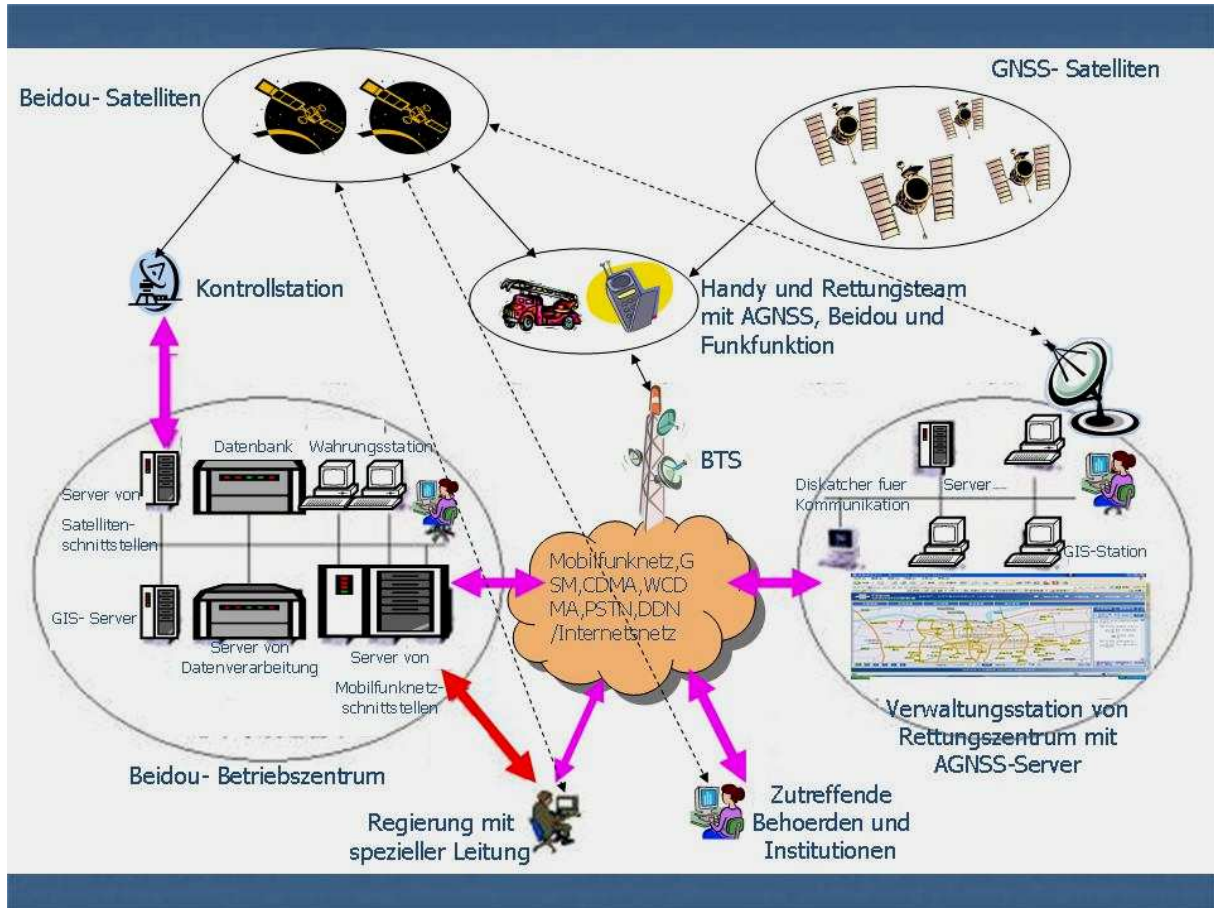 GNSS- Satelliten
Beidou- Satelliten
Kontrollstation
Handy und Rettungsteam
mit AGNSS, Beidou und
Funkfunktion
Datenbank
Wahrungsstation
Server von
Satelliten-
schnittstellen
GIS- Server
Server von
Datenverarbeitung
Server von
Mobilfunknetz-
schnittstellen
Beidou- Betriebszentrum
BTS
Mobilfunknetz,G
SM,CDMA,WCD
MA,PSTN,DDN
/Internetsnetz
Diskatcher fuer
Kommunikation
Server
GIS-Station
Verwaltungsstation von
Rettungszentrum mit
AGNSS-Server
Regierung mit
spezieller Leitung
Zutreffende
Behoerden und
Institutionen